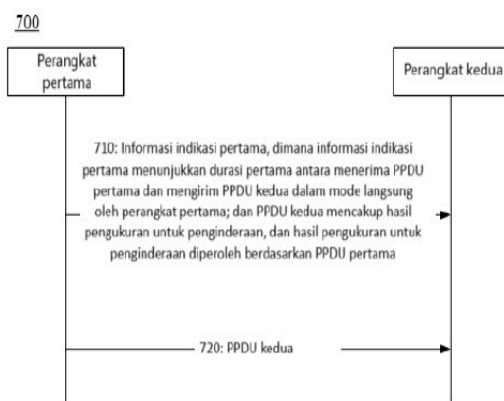 700
Perangkat
pertama
Perangkat kedua
710: Informasi indikasi pertama, dimana informasi indikasi
pertama menunjukkan durasi pertama antara menerima PPDU
pertama dan mengirim PPDU kedua dalam mode langsung
oleh perangkat pertama; dan PPDU kedua mencakup hasil
pengukuran untuk penginderaan, dan hasil pengukuran untuk
penginderaan diperoleh berdasarkan PPDU pertama
720: PPDU kedua